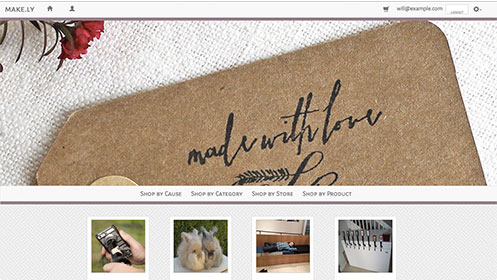 MAKE.LY
will@example.com
LOGOUT
made with love
Shop by Cause Shop by Category Shop by Store Shop by Product